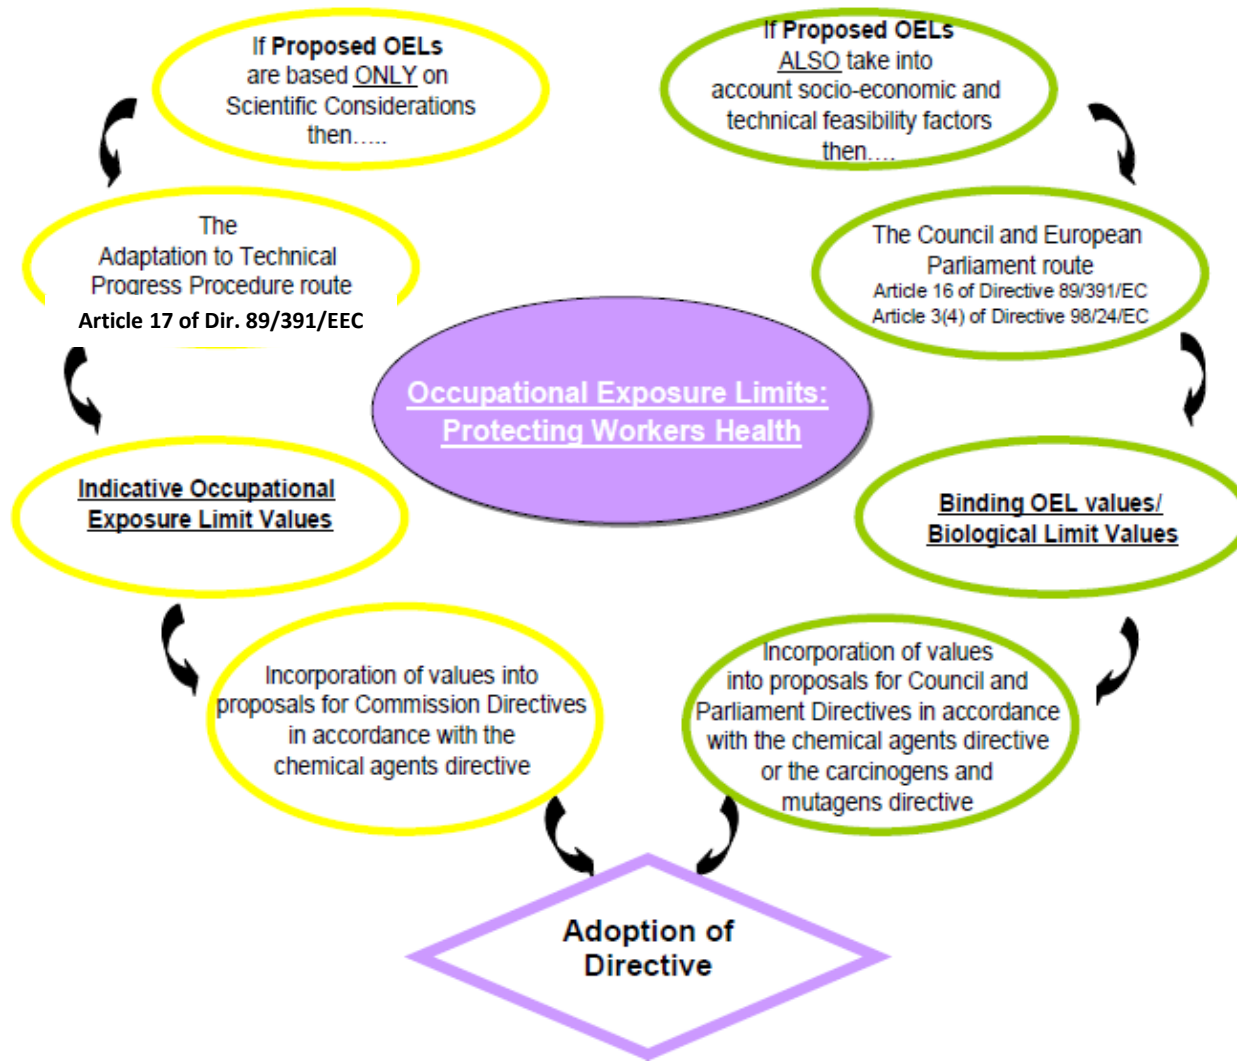 If Proposed OELs
are based ONLY on
Scientific Considerations
then…..
If Proposed OELs
ALSO take into
account socio-economic and
technical feasibility factors
then….
The
Adaptation to Technical
Progress Procedure route
Article 17 of Dir. 89/391/EEC
The Council and European
Parliament route
Article 16 of Directive 89/391/EC
Article 3(4) of Directive 98/24/EC
Occupational Exposure Limits:
Protecting Workers Health
Indicative Occupational
Exposure Limit Values
Binding OEL values/
Biological Limit Values
Incorporation of values into
proposals for Commission Directives
in accordance with the
chemical agents directive
Incorporation of values
into proposals for Council and
Parliament Directives in accordance
with the chemical agents directive
or the carcinogens and
mutagens directive
Adoption of
Directive